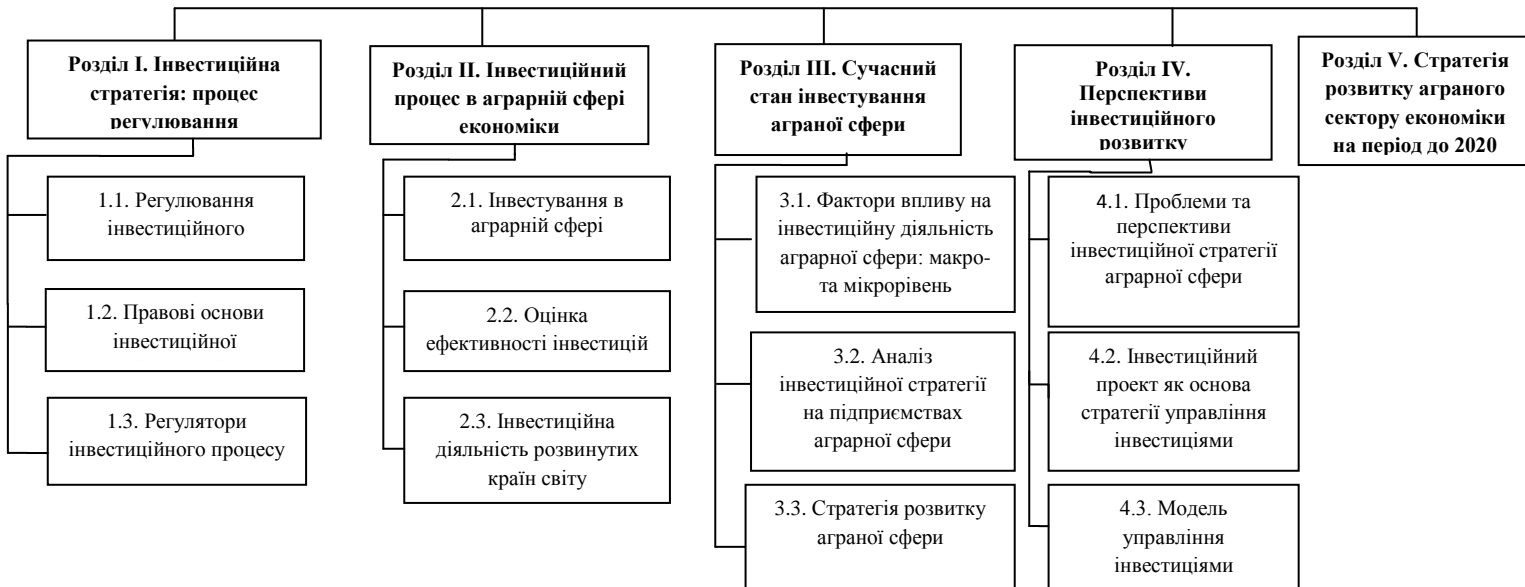 Розділ I. Інвестиційна
стратегія: процес
регулювання
1.1. Регулювання
інвестиційного
1.2. Правові основи
інвестиційної
1.3. Регулятори
інвестиційного процесу
Розділ II. Інвестиційний
процес в аграрній сфері
економіки
2.1. Інвестування в
аграрній сфері
2.2. Оцінка
ефективності інвестицій
2.3. Інвестиційна
діяльність розвинутих
країн світу
Розділ III. Сучасний
стан інвестування
аграної сфери
3.1. Фактори впливу на
інвестиційну діяльність
аграрної сфери: макро-
та мікрорівень
3.2. Аналіз
інвестиційної стратегії
на підприємствах
аграрної сфери
3.3. Стратегія розвитку
аграної сфери
Розділ IV.
Перспективи
інвестиційного
розвитку
4.1. Проблеми та
перспективи
інвестиційної стратегії
аграрної сфери
4.2. Інвестиційний
проект як основа
стратегії управління
інвестиціями
4.3. Модель
управління
інвестиціями
Розділ V. Стратегія
розвитку аграного
сектору економіки
на період до 2020